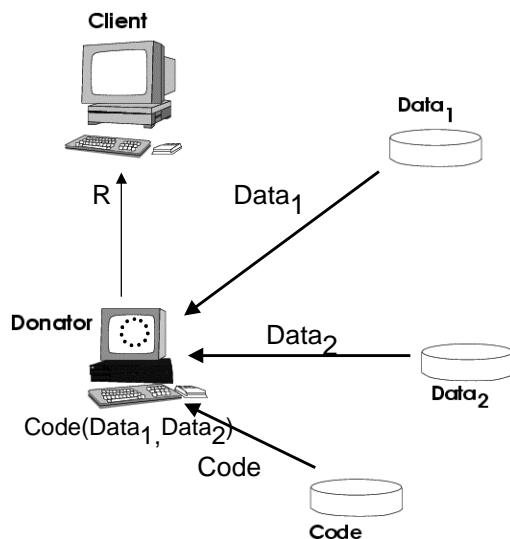 Client
Data₁
R
Data₁
Donator
Data₂
Data₂
Code(Data₁,Data₂)
Code
Code